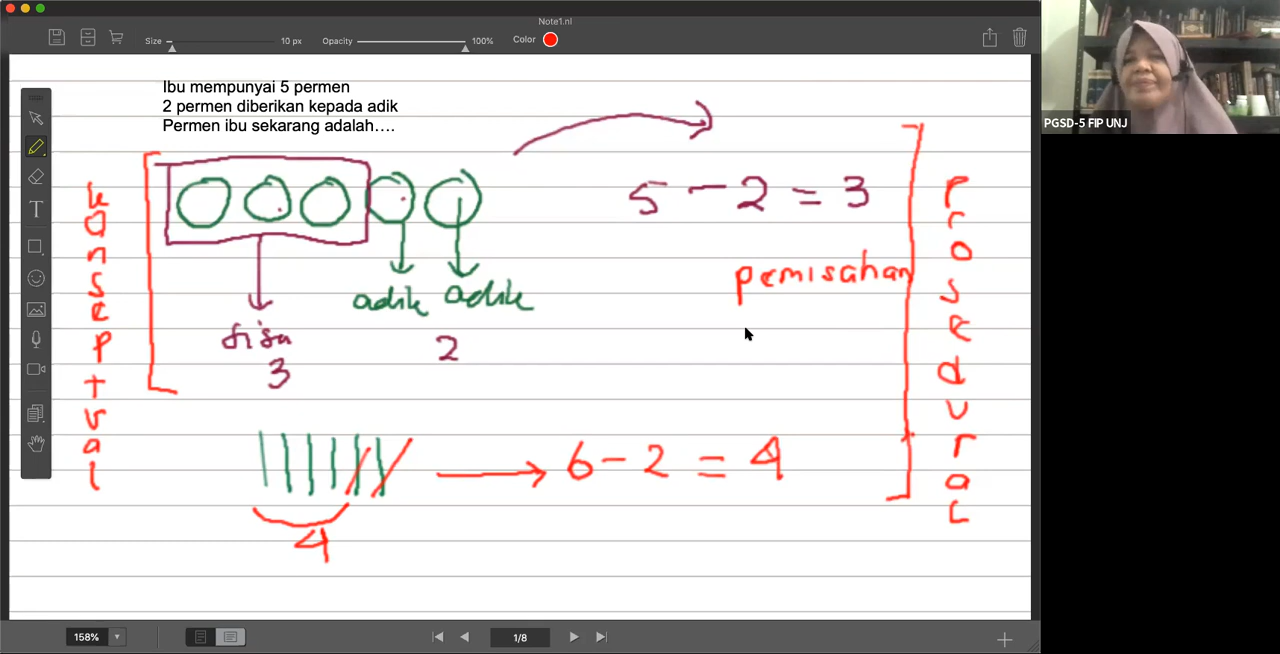 Note1.nl
Size 10 px Opacity 100% Color
Ibu mempunyai 5 permen
2 permen diberikan kepada adik
Permen ibu sekarang adalah....
PGSD-5 FIP UNJ
konseptual
5 - 2 = 3
pemisahan
adik adik
sisa
3
2
prosedural
6 - 2 = 4
4
T
158%
1/8